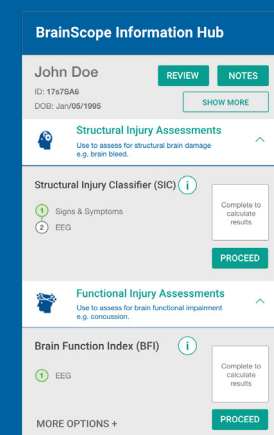 BrainScope Information Hub
John Doe
REVIEW
NOTES
ID: 17s7SA6
DOB: Jan/05/1995
SHOW MORE
Structural Injury Assessments
Use to assess for structural brain damage
e.g. brain bleed.
Structural Injury Classifier (SIC)
i
1 Signs & Symptoms
2 EEG
Complete to
calculate
results
PROCEED
Functional Injury Assessments
Use to assess for brain functional impairment
e.g. concussion.
Brain Function Index (BFI)
i
1 EEG
Complete to
calculate
results
MORE OPTIONS +
PROCEED